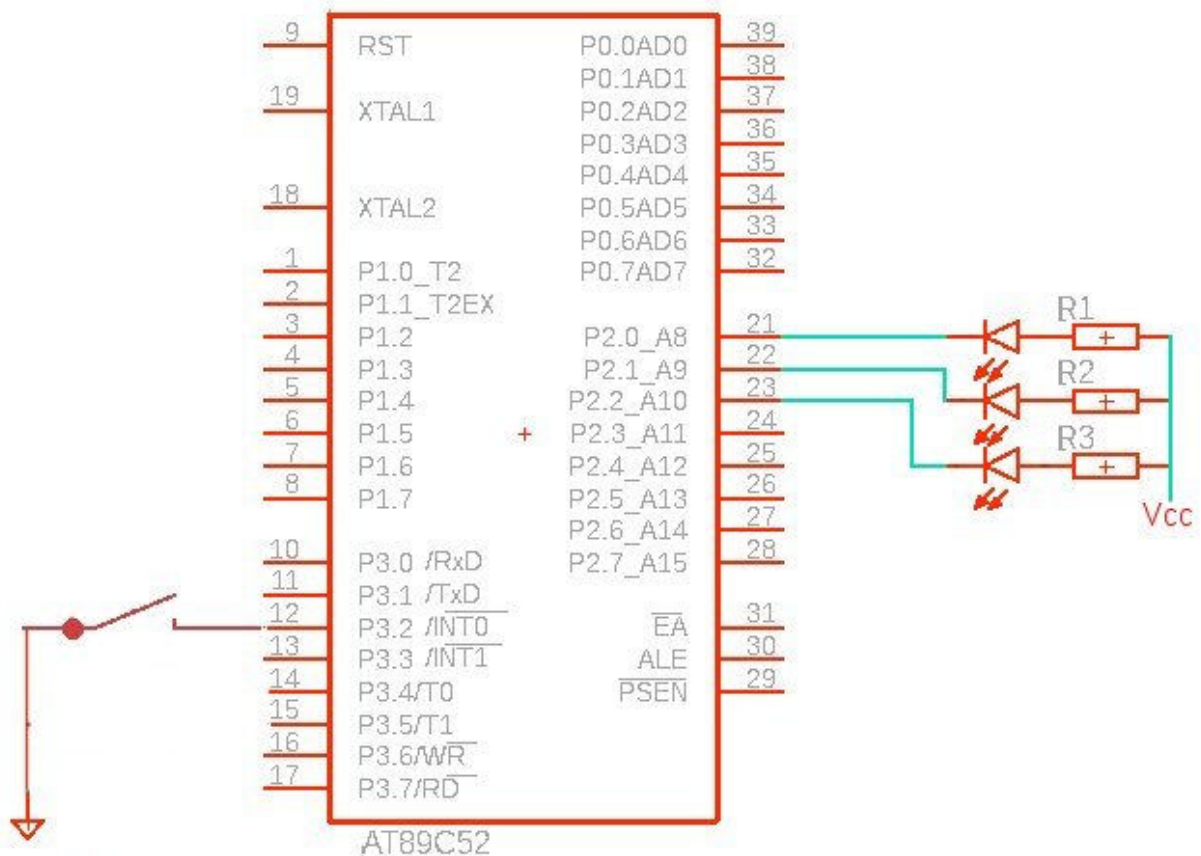 9 RST P0.0AD0 39
P0.1AD1 38
19 XTAL1 P0.2AD2 37
P0.3AD3 36
P0.4AD4 35
18 XTAL2 P0.5AD5 34
P0.6AD6 33
1 P1.0_T2 P0.7AD7 32
2 P1.1_T2EX
3 P1.2 P2.0_A8 21 R1
4 P1.3 P2.1_A9 22 R2
5 P1.4 P2.2_A10 23
6 P1.5 P2.3_A11 24 R3
7 P1.6 P2.4_A12 25
8 P1.7 P2.5_A13 26 Vcc
P2.6_A14 27
10 P3.0 /RxD P2.7_A15 28
11 P3.1 /TxD
12 P3.2 /INT0 EA 31
13 P3.3 /INT1 ALE 30
14 P3.4/T0 PSEN 29
15 P3.5/T1
16 P3.6/WR
17 P3.7/RD
AT89C52